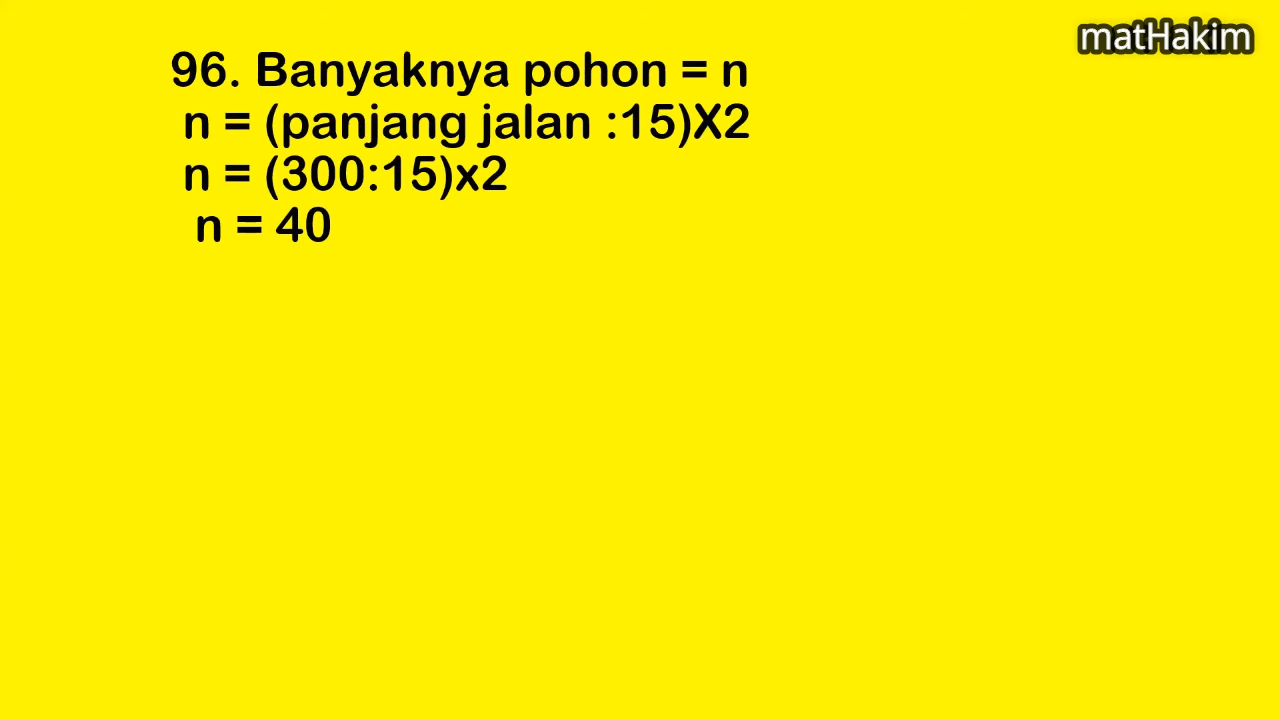 matHakim
96. Banyaknya pohon = n
n = (panjang jalan :15)X2
n = (300:15)x2
n = 40